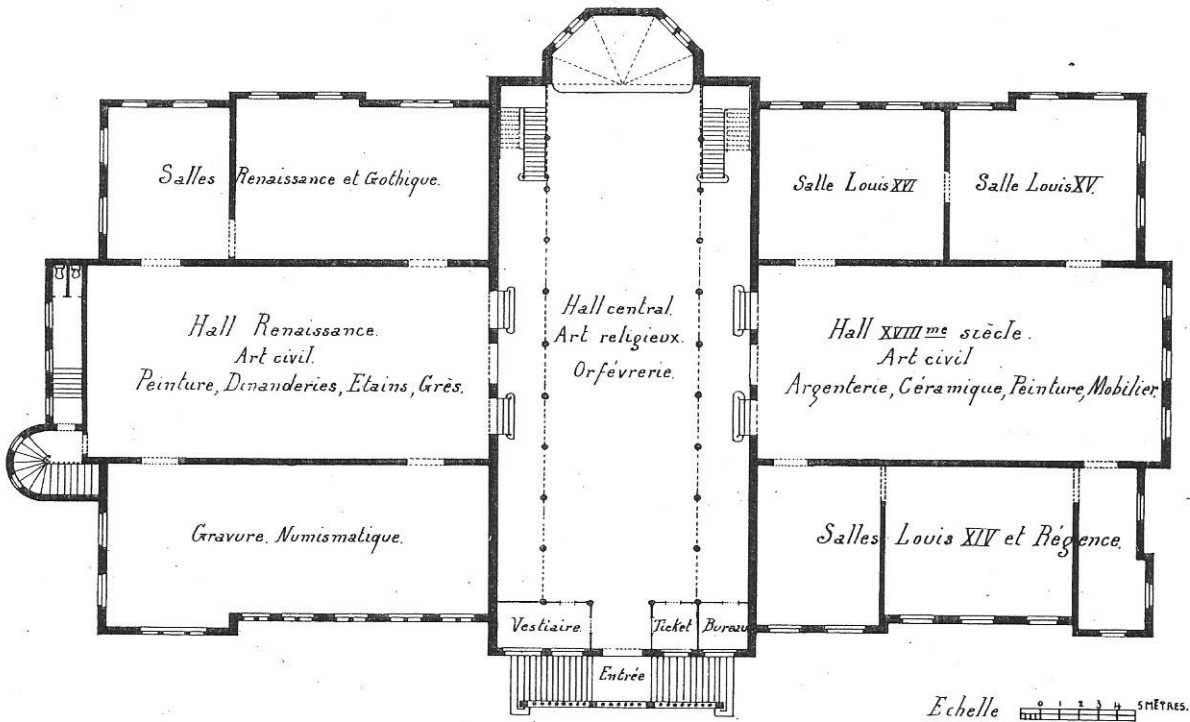 Salles Renaissance et Gothique.
Salle Louis XVI
Salle Louis XV.
Hall Renaissance.
Art civil.
Peinture, Dinanderies, Etains, Grès.
Hall central.
Art religieux.
Orfévrerie.
Hall XVIIIme siècle.
Art civil
Argenterie, Céramique, Peinture, Mobilier.
Gravure. Numismatique.
Salles Louis XIV et Régence.
Vestiaire.
Ticket
Bureau
Entrée
Echelle 0 1 2 3 4 5 MÈTRES.